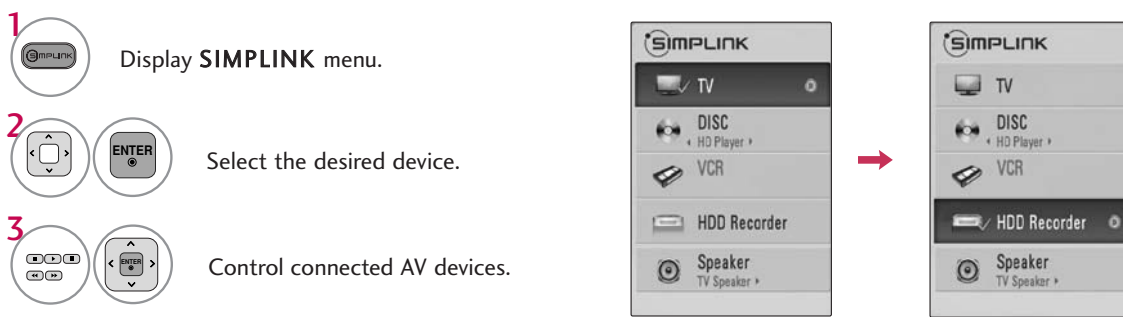 1
SIMPLINK
Display SIMPLINK menu.
2
ENTER
Select the desired device.
3
ENTER
Control connected AV devices.
SIMPLINK
TV
DISC
HD Player
VCR
HDD Recorder
Speaker
TV Speaker
SIMPLINK
TV
DISC
HD Player
VCR
HDD Recorder
Speaker
TV Speaker